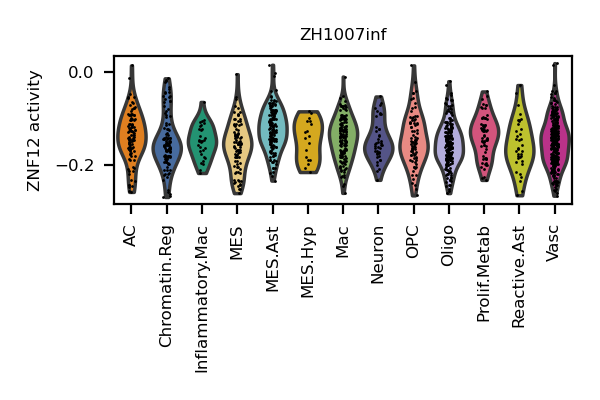 ZH1007inf
ZNF12 activity
0.0
−0.2
AC
Chromatin.Reg
Inflammatory.Mac
MES
MES.Ast
MES.Hyp
Mac
Neuron
OPC
Oligo
Prolif.Metab
Reactive.Ast
Vasc